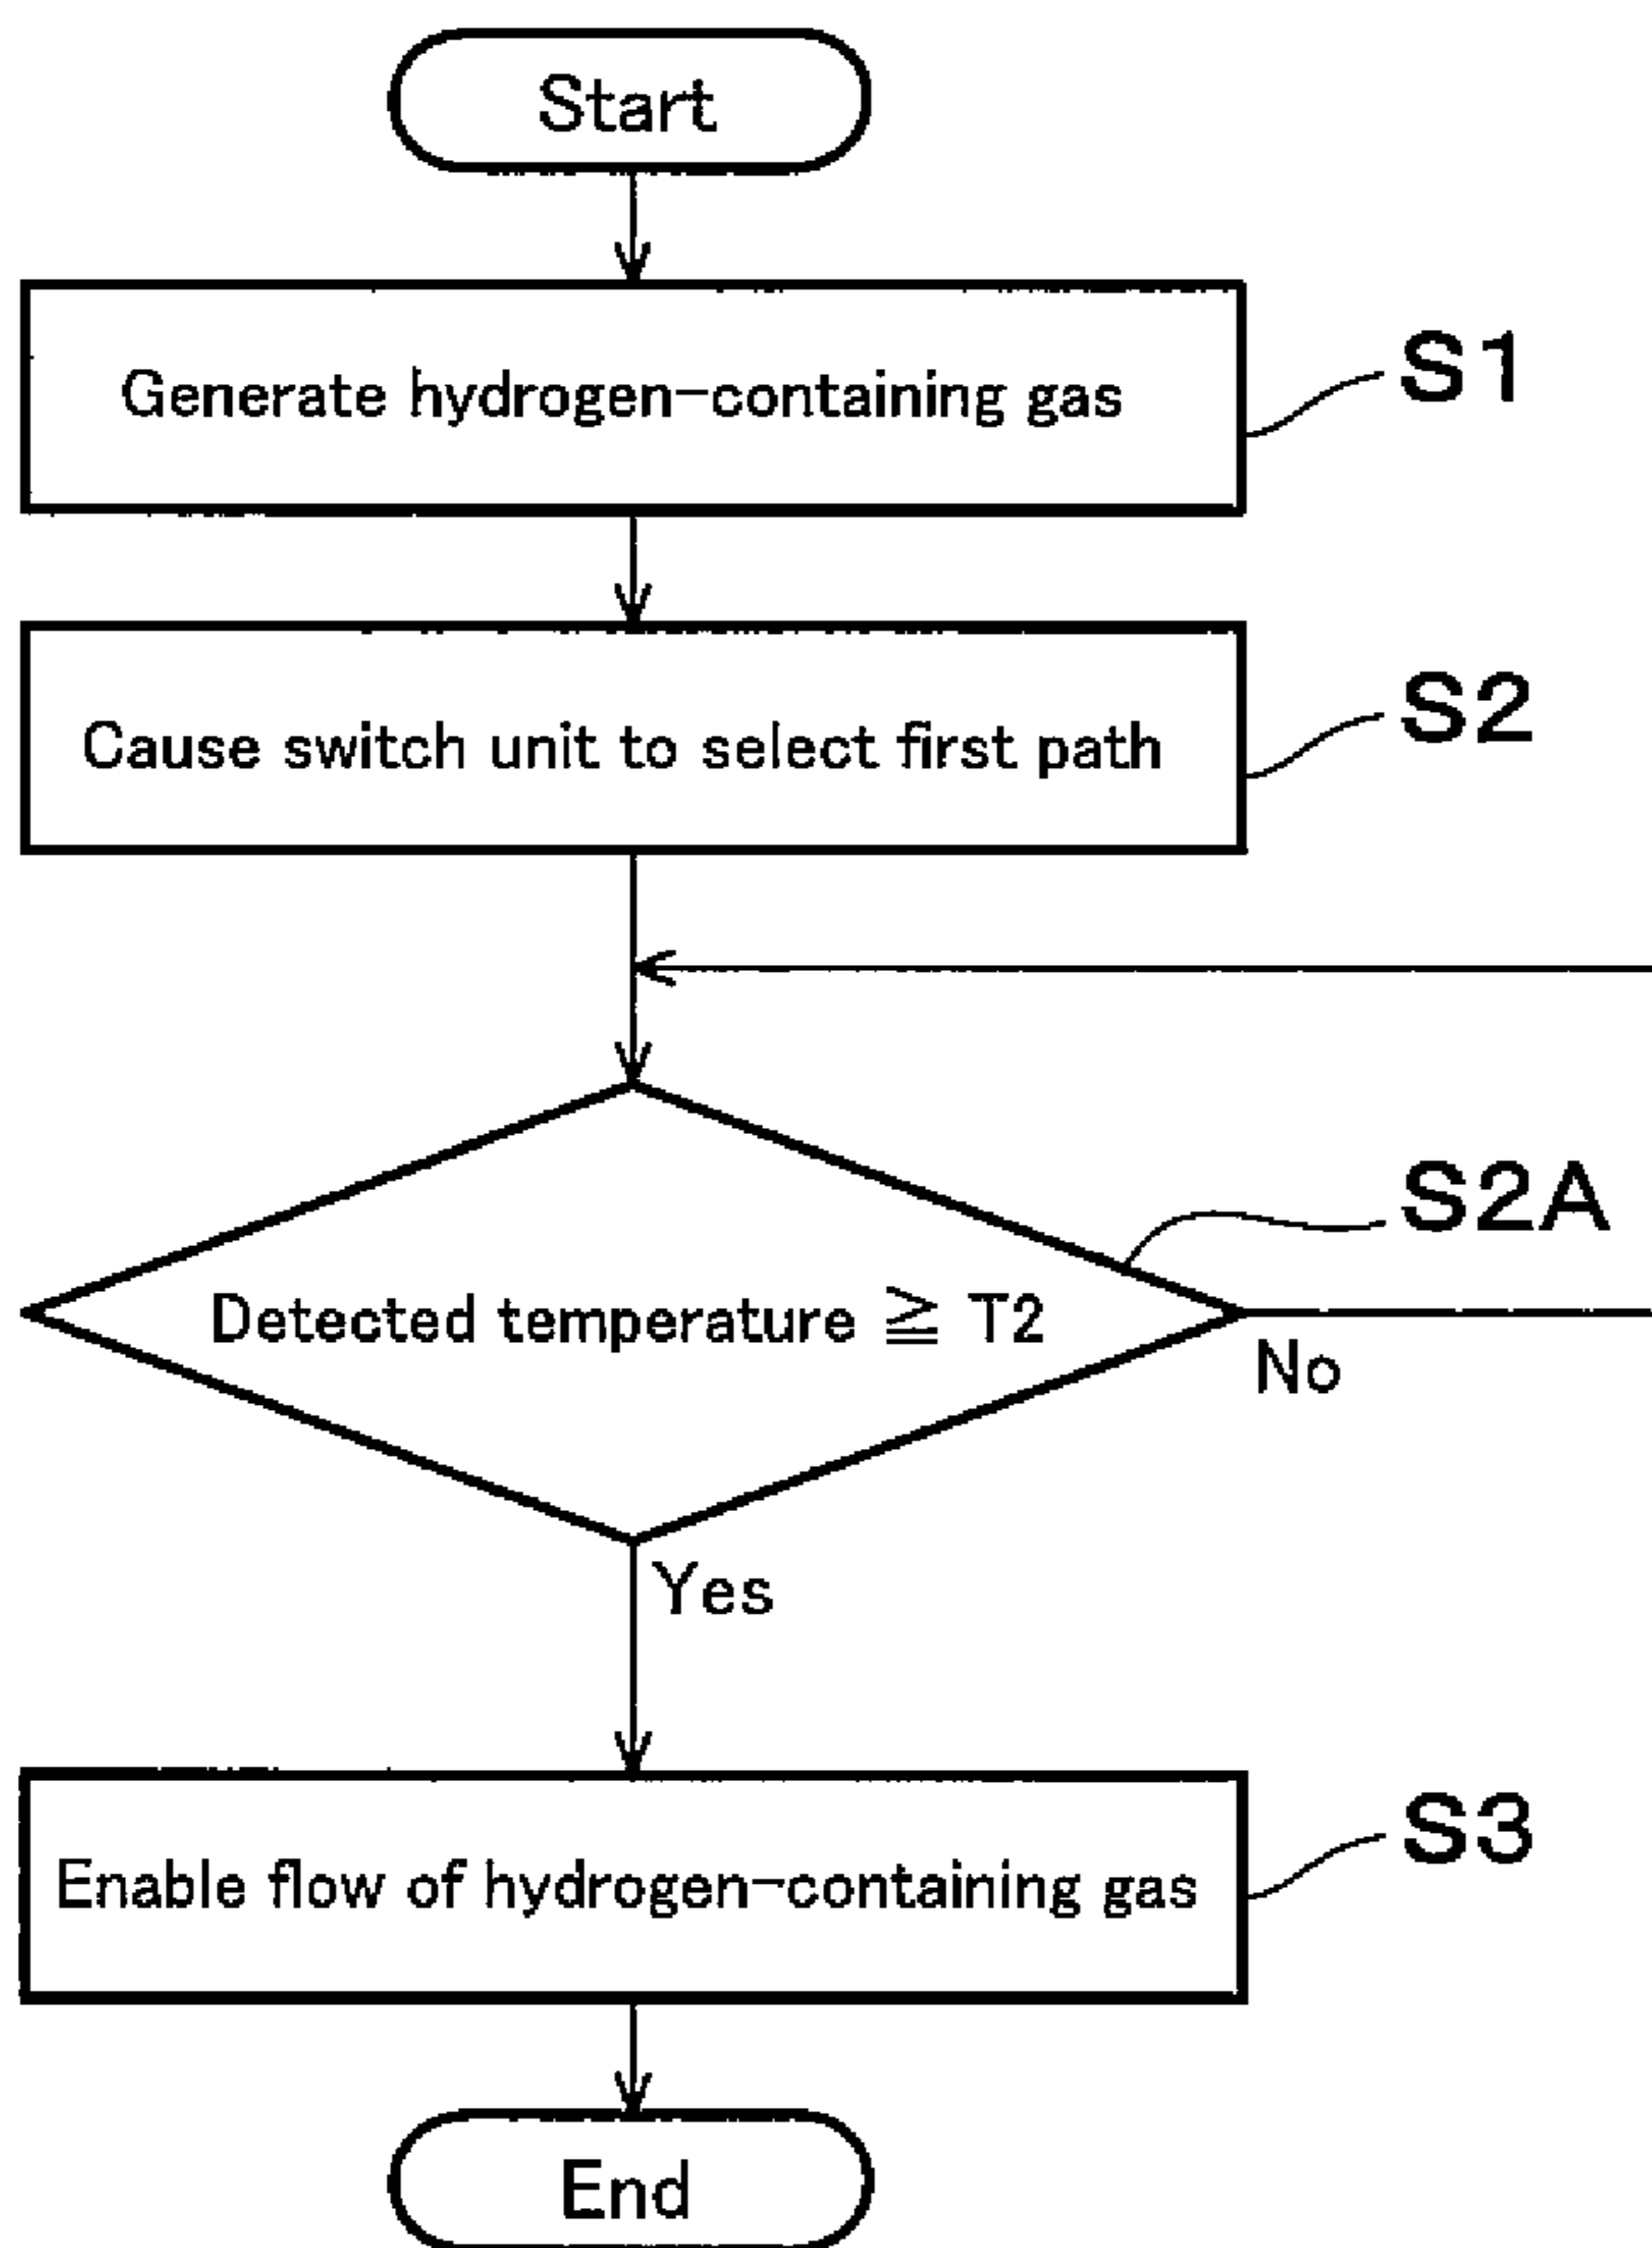 Start
Generate hydrogen-containing gas
S1
Cause switch unit to select first path
S2
S2A
Detected temperature ≧ T2
No
Yes
Enable flow of hydrogen-containing gas
S3
End